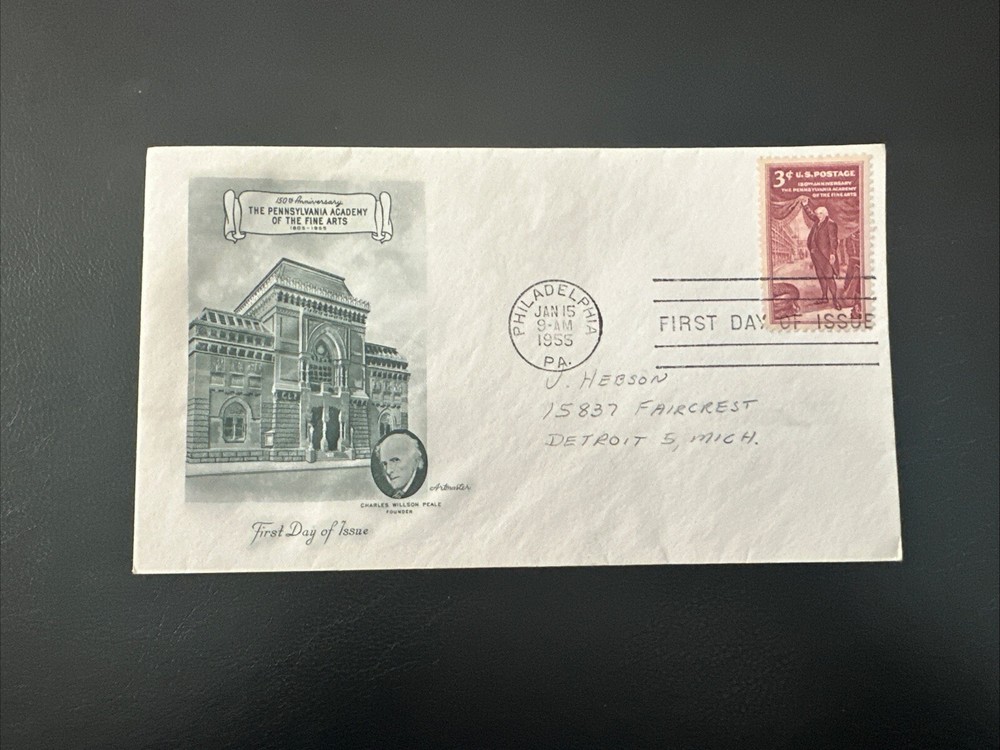 150th Anniversary
THE PENNSYLVANIA ACADEMY
OF THE FINE ARTS
1805-1955
Artmaster
CHARLES WILLSON PEALE
FOUNDER
First Day of Issue
PHILADELPHIA
JAN 15
9-AM
1955
PA.
3¢ U.S. POSTAGE
150TH ANNIVERSARY
THE PENNSYLVANIA ACADEMY
OF THE FINE ARTS
FIRST DAY OF ISSUE
J. HEBSON
15837 FAIRCREST
DETROIT 5, MICH.